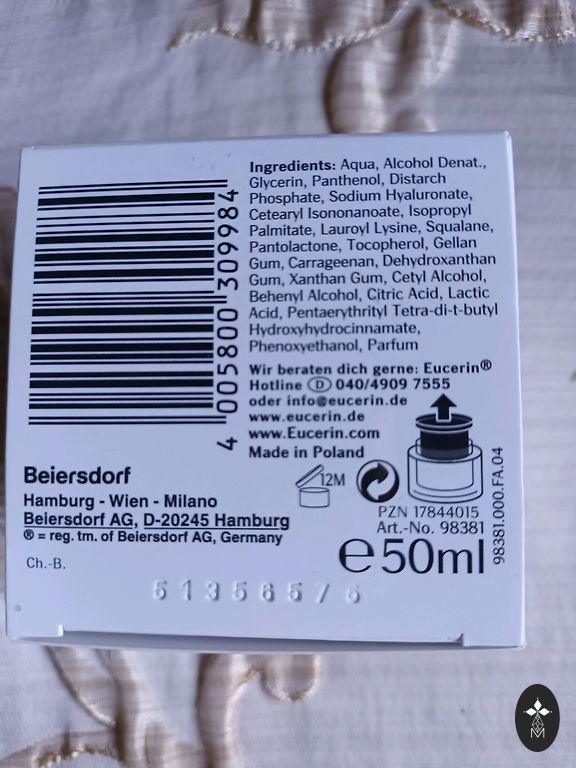 Ingredients: Aqua, Alcohol Denat.,
Glycerin, Panthenol, Distarch
Phosphate, Sodium Hyaluronate,
Cetearyl Isononanoate, Isopropyl
Palmitate, Lauroyl Lysine, Squalane,
Pantolactone, Tocopherol, Gellan
Gum, Carrageenan, Dehydroxanthan
Gum, Xanthan Gum, Cetyl Alcohol,
Behenyl Alcohol, Citric Acid, Lactic
Acid, Pentaerythrityl Tetra-di-t-butyl
Hydroxyhydrocinnamate,
Phenoxyethanol, Parfum
Wir beraten dich gerne: Eucerin®
Hotline D 040/4909 7555
oder info@eucerin.de
www.eucerin.de
www.Eucerin.com
Made in Poland
4 005800 309984
12M
PZN 17844015
Art.-No. 98381
e 50ml
98381.000.FA.04
Beiersdorf
Hamburg - Wien - Milano
Beiersdorf AG, D-20245 Hamburg
® = reg. tm. of Beiersdorf AG, Germany
Ch.-B.
51356576
M